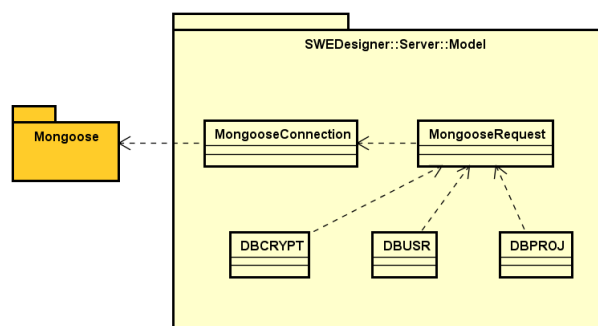 SWEDesigner::Server::Model
Mongoose
MongooseConnection
MongooseRequest
DBCRYPT
DBUSR
DBPROJ